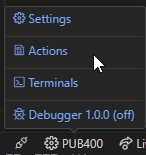 Settings
Actions
Terminals
Debugger 1.0.0 (off)
PUB400